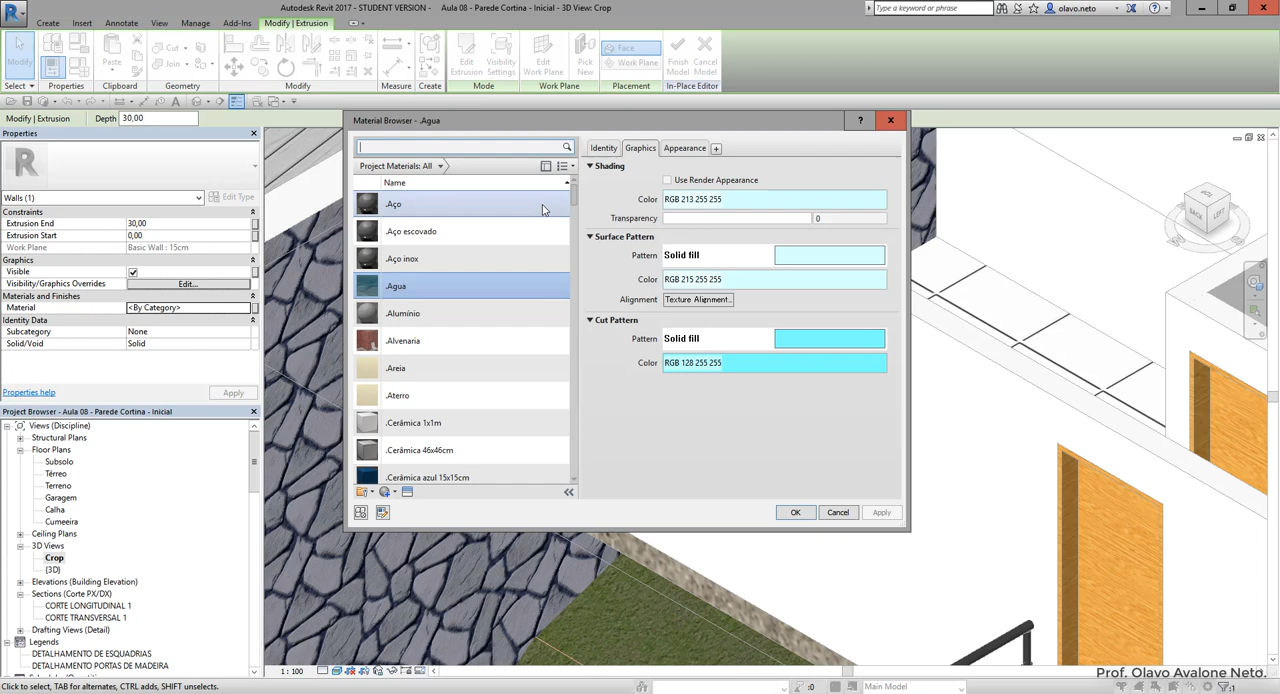 Autodesk Revit 2017 - STUDENT VERSION - Aula 08 - Parede Cortina - Inicial - 3D View: Crop
Type a keyword or phrase
olavo.neto
Create Insert Annotate View Manage Add-Ins Modify | Extrusion
Modify
Paste
Cut
Join
Edit Extrusion
Visibility Settings
Edit Work Plane
Pick New
Face
Work Plane
Finish Model
Cancel Model
Select Properties Clipboard Geometry Modify Measure Create Mode Work Plane Placement In-Place Editor
Modify | Extrusion Depth 30,00
Properties
Walls (1) Edit Type
Constraints
Extrusion End 30,00
Extrusion Start 0,00
Work Plane Basic Wall : 15cm
Graphics
Visible
Visibility/Graphics Overrides Edit...
Materials and Finishes
Material <By Category>
Identity Data
Subcategory None
Solid/Void Solid
Properties help Apply
Project Browser - Aula 08 - Parede Cortina - Inicial
Views (Discipline)
Structural Plans
Floor Plans
Subsolo
Térreo
Terreno
Garagem
Calha
Cumeeira
Ceiling Plans
3D Views
Crop
{3D}
Elevations (Building Elevation)
Sections (Corte PX/DX)
CORTE LONGITUDINAL 1
CORTE TRANSVERSAL 1
Drafting Views (Detail)
Legends
DETALHAMENTO DE ESQUADRIAS
DETALHAMENTO PORTAS DE MADEIRA
Material Browser - .Agua
Project Materials: All
Name
.Aço
.Aço escovado
.Aço inox
.Agua
.Alumínio
.Alvenaria
.Areia
.Aterro
.Cerâmica 1x1m
.Cerâmica 46x46cm
.Cerâmica azul 15x15cm
Identity Graphics Appearance
Shading
Use Render Appearance
Color RGB 213 255 255
Transparency 0
Surface Pattern
Pattern Solid fill
Color RGB 215 255 255
Alignment Texture Alignment...
Cut Pattern
Pattern Solid fill
Color RGB 128 255 255
OK Cancel Apply
TOP
BACK
LEFT
1 : 100
Prof. Olavo Avalone Neto.
Click to select, TAB for alternates, CTRL adds, SHIFT unselects.
:0
Main Model
:1